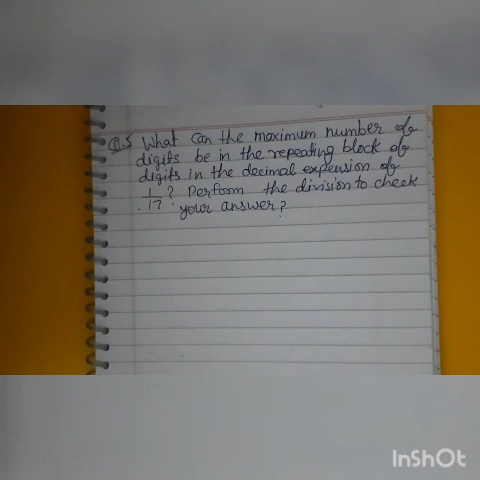 Q.5 What can the maximum number of
digits be in the repeating block of
digits in the decimal expension of
1/17? Perform the division to check
your answer?
InShOt